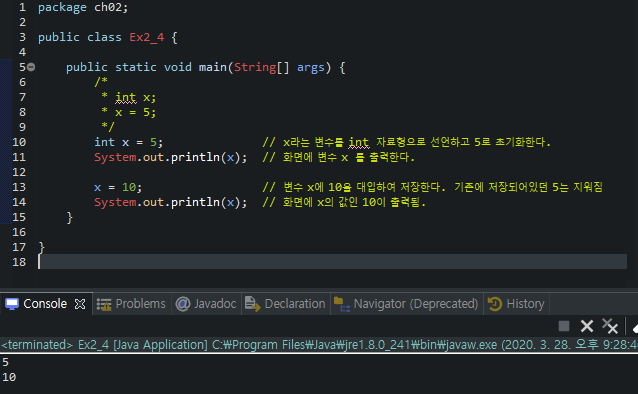 1 package ch02;
2
3 public class Ex2_4 {
4
5 public static void main(String[] args) {
6 /*
7 * int x;
8 * x = 5;
9 */
10 int x = 5; // x라는 변수를 int 자료형으로 선언하고 5로 초기화한다.
11 System.out.println(x); // 화면에 변수 x 를 출력한다.
12
13 x = 10; // 변수 x에 10을 대입하여 저장한다. 기존에 저장되어있던 5는 지워짐
14 System.out.println(x); // 화면에 x의 값인 10이 출력됨.
15 }
16
17 }
18
Console Problems Javadoc Declaration Navigator (Deprecated) History
<terminated> Ex2_4 [Java Application] C:₩Program Files₩Java₩jre1.8.0_241₩bin₩javaw.exe (2020. 3. 28. 오후 9:28:4
5
10